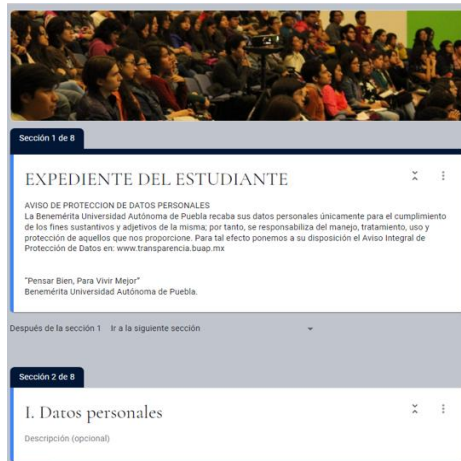 Sección 1 de 8
EXPEDIENTE DEL ESTUDIANTE
AVISO DE PROTECCION DE DATOS PERSONALES
La Benemérita Universidad Autónoma de Puebla recaba sus datos personales únicamente para el cumplimiento
de los fines sustantivos y adjetivos de la misma; por tanto, se responsabiliza del manejo, tratamiento, uso y
protección de aquellos que nos proporcione. Para tal efecto ponemos a su disposición el Aviso Integral de
Protección de Datos en: www.transparencia.buap.mx
"Pensar Bien, Para Vivir Mejor"
Benemérita Universidad Autónoma de Puebla.
Después de la sección 1 Ir a la siguiente sección
Sección 2 de 8
I. Datos personales
Descripción (opcional)